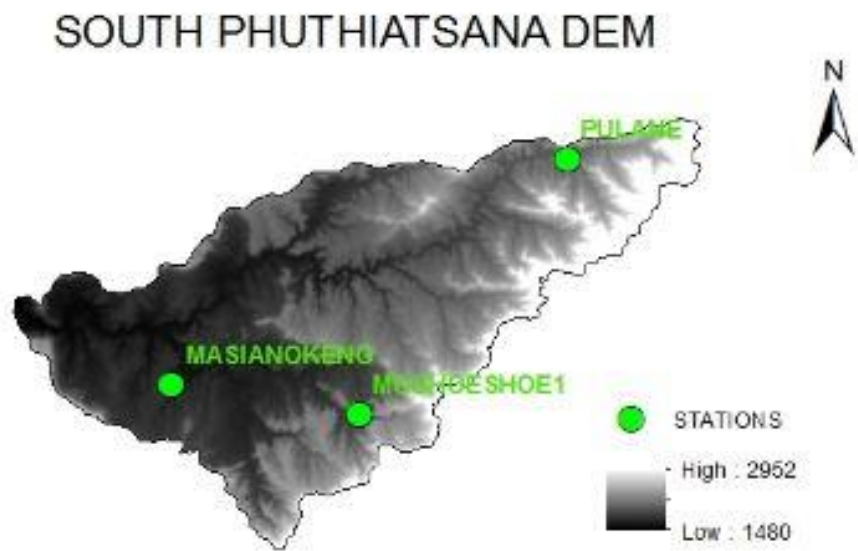 SOUTH PHUTHIATSANA DEM
N
PULANE
MASIANOKENG
STATIONS
High : 2952
Low : 1480